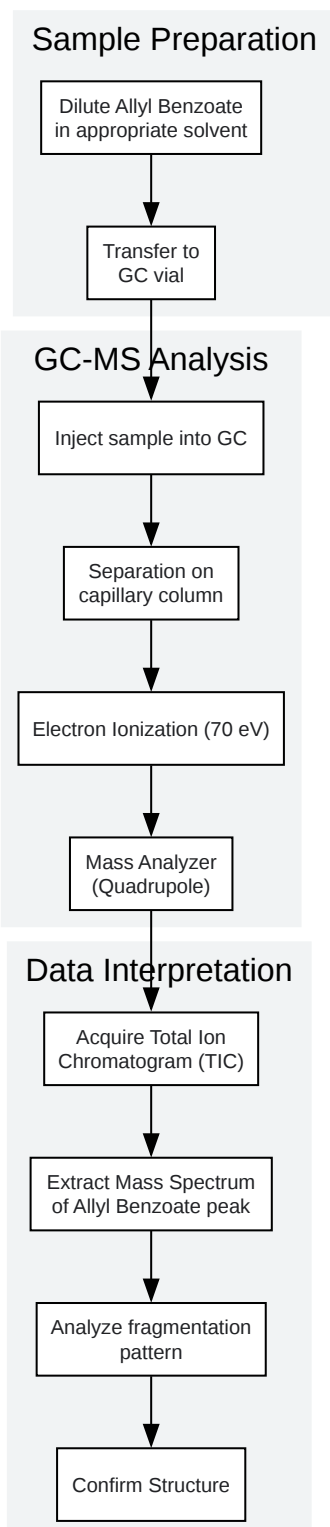 Sample Preparation
Dilute Allyl Benzoate
in appropriate solvent
Transfer to
GC vial
GC-MS Analysis
Inject sample into GC
Separation on
capillary column
Electron Ionization (70 eV)
Mass Analyzer
(Quadrupole)
Data Interpretation
Acquire Total Ion
Chromatogram (TIC)
Extract Mass Spectrum
of Allyl Benzoate peak
Analyze fragmentation
pattern
Confirm Structure